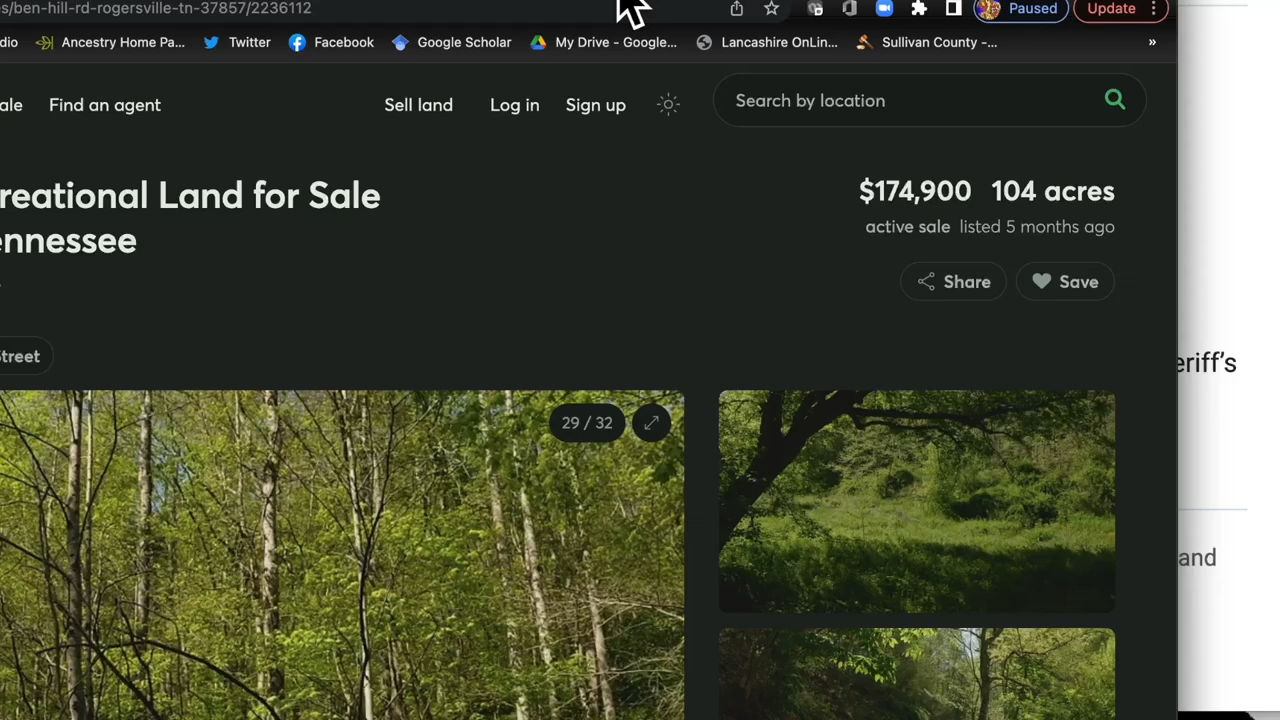 s/ben-hill-rd-rogersville-tn-37857/2236112
Paused
Update
dio
Ancestry Home Pa...
Twitter
Facebook
Google Scholar
My Drive - Google...
Lancashire OnLin...
Sullivan County -...
»
ale
Find an agent
Sell land
Log in
Sign up
Search by location
reational Land for Sale
ennessee
$174,900 104 acres
active sale listed 5 months ago
Share
Save
Street
29 / 32
eriff's
and